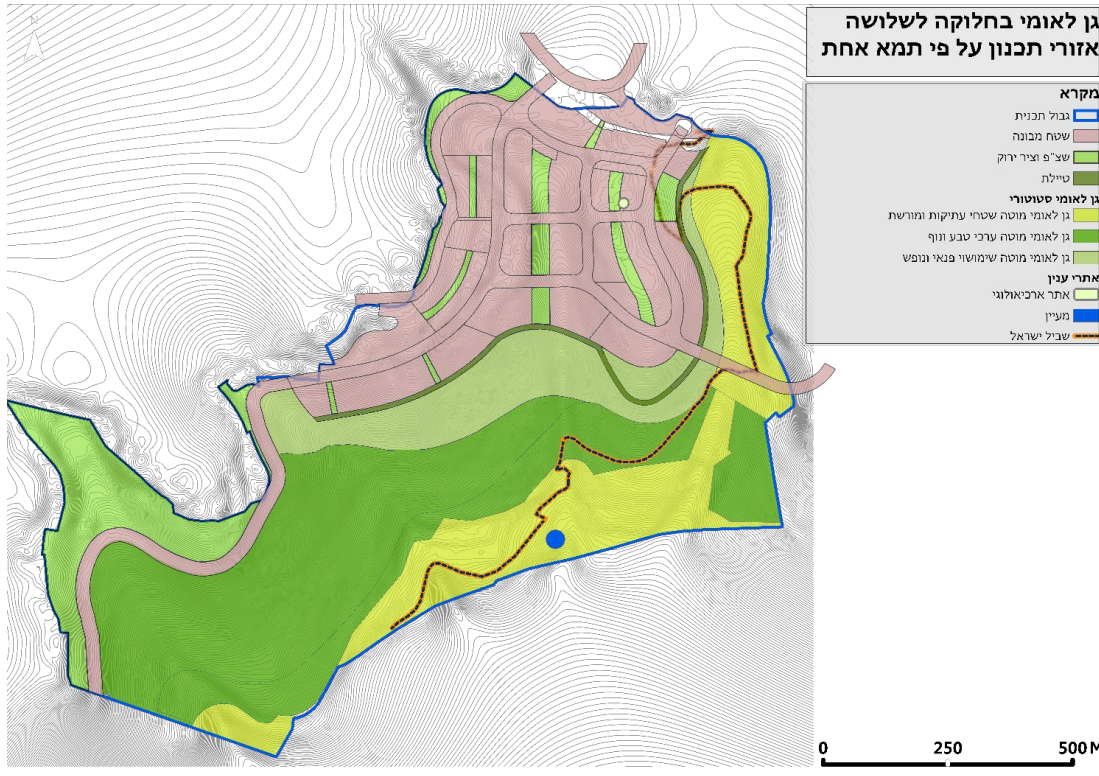 גן לאומי בחלוקה לשלושה
אזורי תכנון על פי תמא אחת
מקרא
גבול תכנית
שטח מבונה
שצ"פ וציר ירוק
טיילת
גן לאומי סטוטורי
גן לאומי מוטה שטחי עתיקות ומורשת
גן לאומי מוטה ערכי טבע ונוף
גן לאומי מוטה שימושוי פנאי ונופש
אתרי ענין
אתר ארכיאולוגי
מעיין
שביל ישראל
N
0 250 500 M